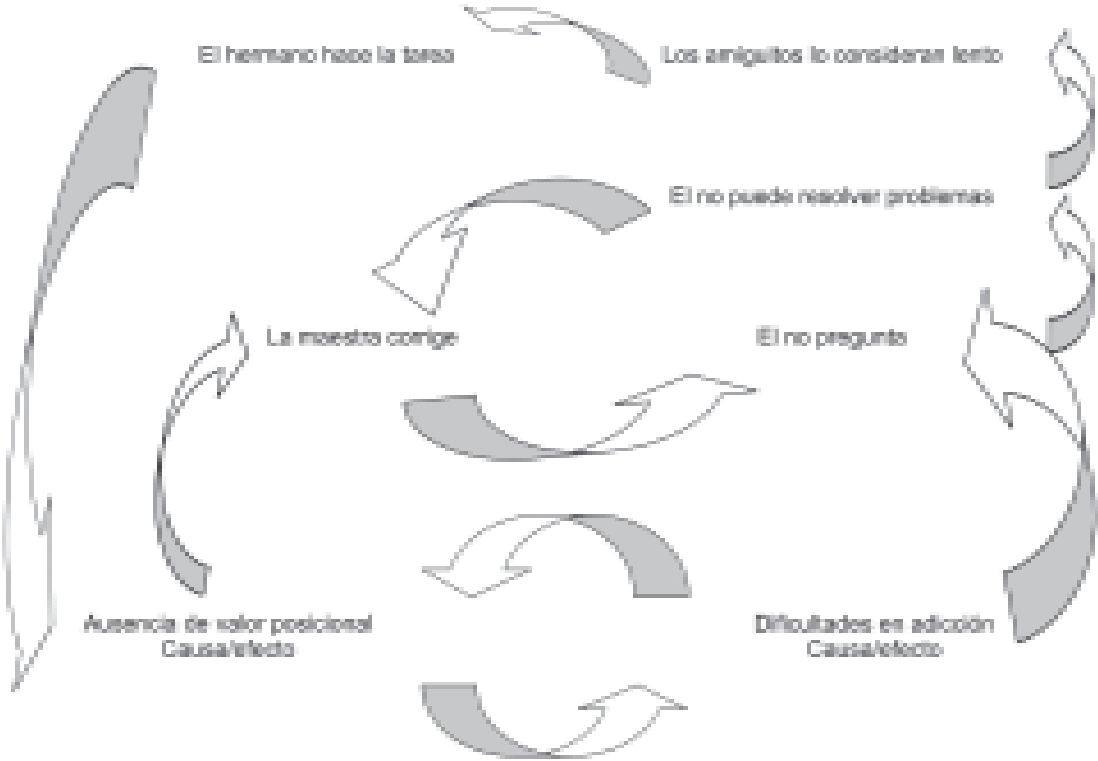 El hermano hace la tarea
Los amiguitos lo consideran lento
El no puede resolver problemas
La maestra corrige
El no pregunta
Ausencia de valor posicional
Causa/efecto
Dificultades en adicción
Causa/efecto